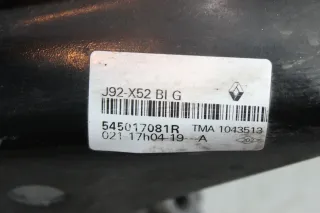 J92-X52 BI G
545017081R TMA 1043513
021 17h04 19 A